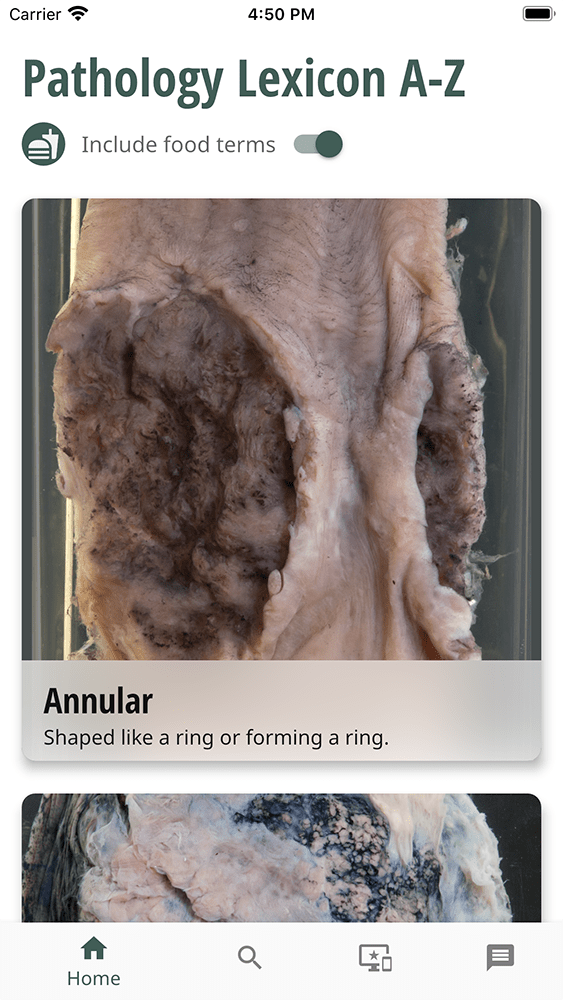 Carrier 4:50 PM
Pathology Lexicon A-Z
Include food terms
Annular
Shaped like a ring or forming a ring.
Home